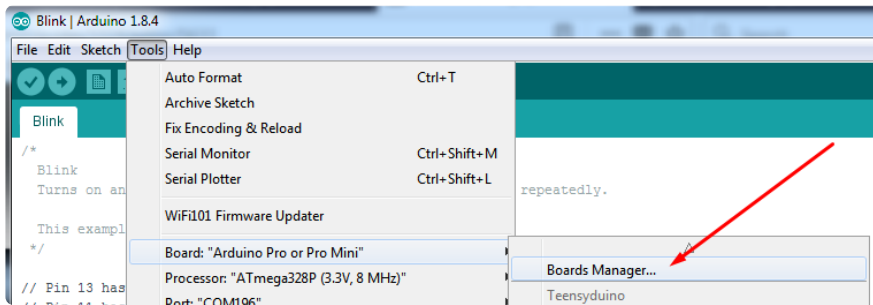 Blink | Arduino 1.8.4
File Edit Sketch Tools Help
Auto Format Ctrl+T
Archive Sketch
Blink
Fix Encoding & Reload
/*
Serial Monitor Ctrl+Shift+M
Blink
Serial Plotter Ctrl+Shift+L
Turns on an
repeatedly.
WiFi101 Firmware Updater
This exampl
*/
Board: "Arduino Pro or Pro Mini"
Boards Manager...
Processor: "ATmega328P (3.3V, 8 MHz)"
// Pin 13 has
Port: "COM196"
Teensyduino